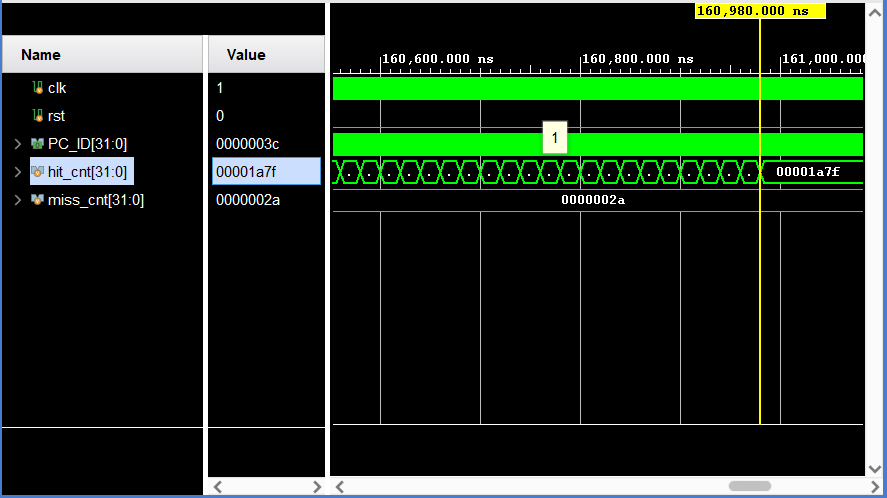 160,980.000 ns
Name
Value
160,600.000 ns
160,800.000 ns
161,000.00
clk
1
rst
0
PC_ID[31:0]
0000003c
1
hit_cnt[31:0]
00001a7f
00001a7f
miss_cnt[31:0]
0000002a
0000002a